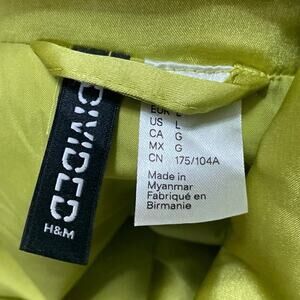 DIVIDED
H&M
EUR L
US L
CA G
MX G
CN 175/104A
Made in
Myanmar
Fabriqué en
Birmanie